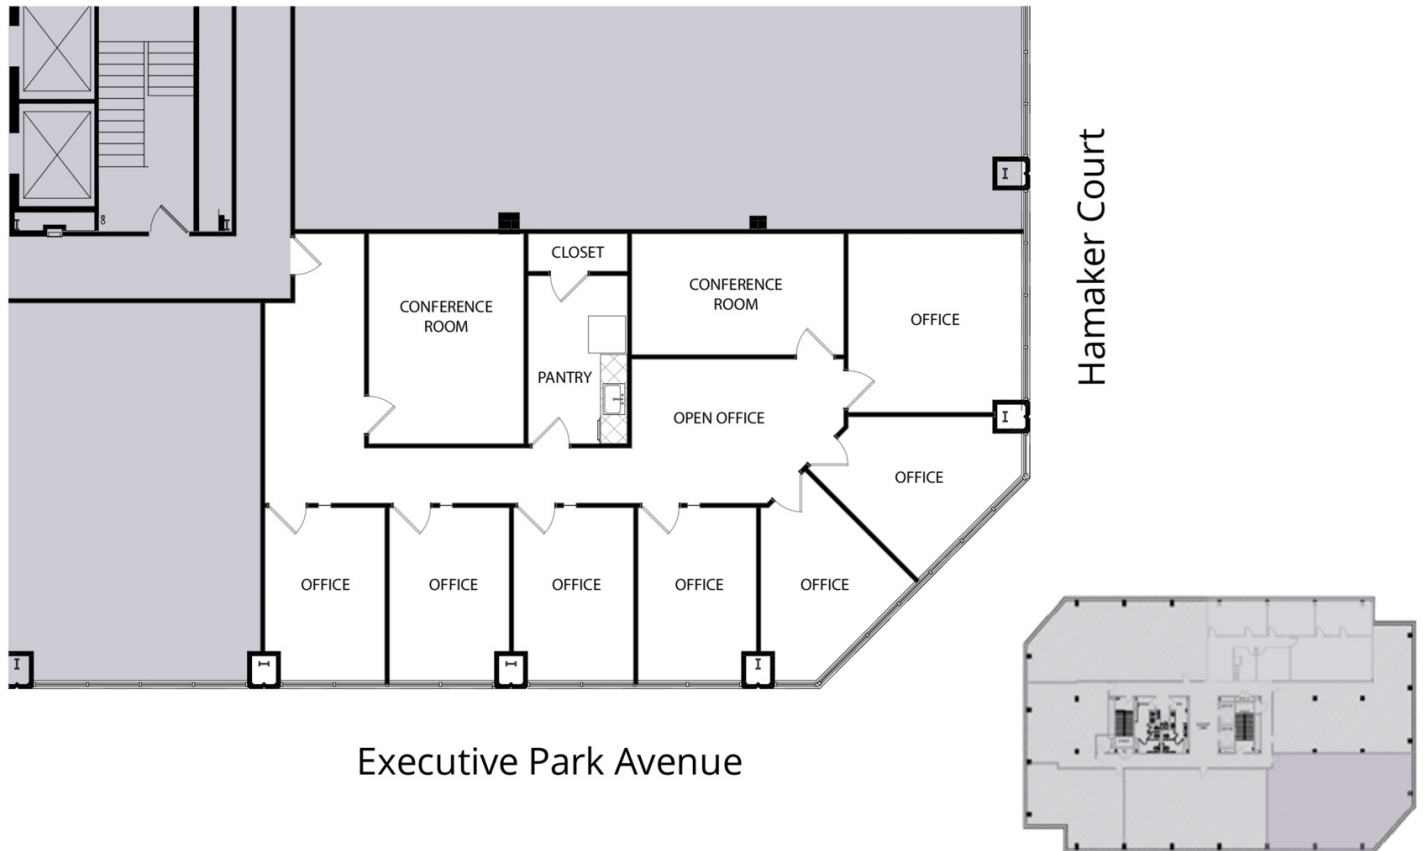 CLOSET
CONFERENCE
ROOM
CONFERENCE
ROOM
OFFICE
PANTRY
OPEN OFFICE
OFFICE
OFFICE
OFFICE
OFFICE
OFFICE
OFFICE
Hamaker Court
Executive Park Avenue